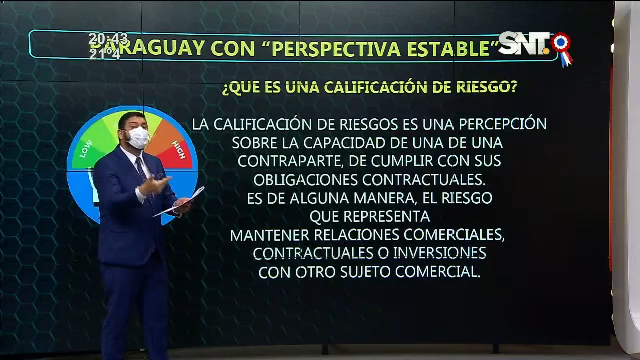 20:43
21°4
PARAGUAY CON “PERSPECTIVA ESTABLE”
SNT.
¿QUE ES UNA CALIFICACIÓN DE RIESGO?
LOW
HIGH
LA CALIFICACIÓN DE RIESGOS ES UNA PERCEPCIÓN
SOBRE LA CAPACIDAD DE UNA DE UNA
CONTRAPARTE, DE CUMPLIR CON SUS
OBLIGACIONES CONTRACTUALES.
ES DE ALGUNA MANERA, EL RIESGO
QUE REPRESENTA
MANTENER RELACIONES COMERCIALES,
CONTRACTUALES O INVERSIONES
CON OTRO SUJETO COMERCIAL.